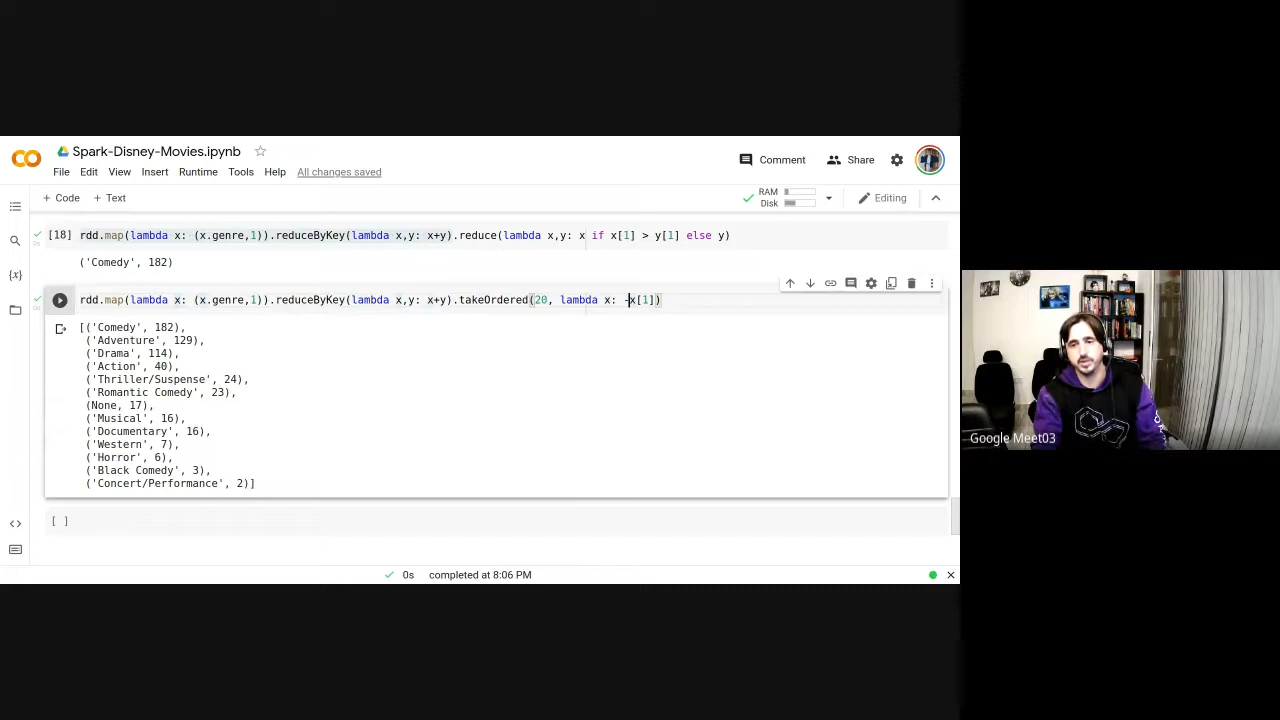 Spark-Disney-Movies.ipynb
Comment
Share
File Edit View Insert Runtime Tools Help All changes saved
+ Code + Text
RAM
Disk
Editing
[18] rdd.map(lambda x: (x.genre,1)).reduceByKey(lambda x,y: x+y).reduce(lambda x,y: x if x[1] > y[1] else y)
('Comedy', 182)
rdd.map(lambda x: (x.genre,1)).reduceByKey(lambda x,y: x+y).takeOrdered(20, lambda x: -x[1])
[('Comedy', 182),
('Adventure', 129),
('Drama', 114),
('Action', 40),
('Thriller/Suspense', 24),
('Romantic Comedy', 23),
(None, 17),
('Musical', 16),
('Documentary', 16),
('Western', 7),
('Horror', 6),
('Black Comedy', 3),
('Concert/Performance', 2)]
[ ]
0s completed at 8:06 PM
Google Meet03